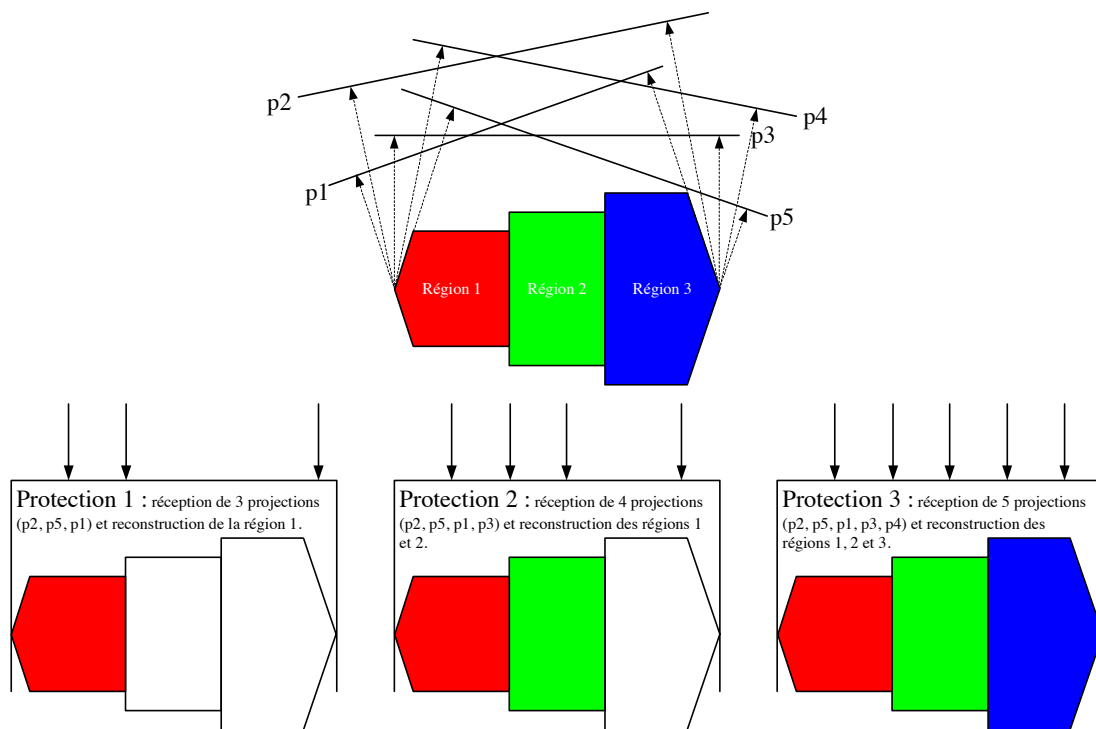 p2
p4
p3
p1
p5
Région 1
Région 2
Région 3
Protection 1 : réception de 3 projections
(p2, p5, p1) et reconstruction de la région 1.
Protection 2 : réception de 4 projections
(p2, p5, p1, p3) et reconstruction des régions 1
et 2.
Protection 3 : réception de 5 projections
(p2, p5, p1, p3, p4) et reconstruction des
régions 1, 2 et 3.